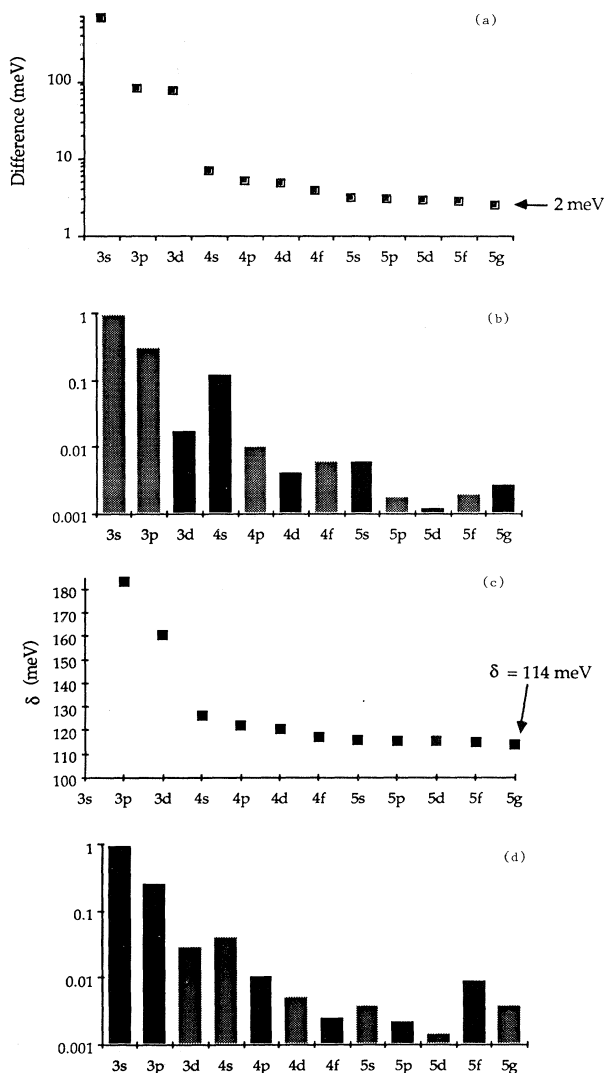 (a)
Difference (meV)
100
10
1
2 meV
3s 3p 3d 4s 4p 4d 4f 5s 5p 5d 5f 5g
(b)
1
0.1
0.01
0.001
3s 3p 3d 4s 4p 4d 4f 5s 5p 5d 5f 5g
(c)
δ (meV)
180
170
160
150
140
130
120
110
100
δ = 114 meV
3s 3p 3d 4s 4p 4d 4f 5s 5p 5d 5f 5g
(d)
1
0.1
0.01
0.001
3s 3p 3d 4s 4p 4d 4f 5s 5p 5d 5f 5g